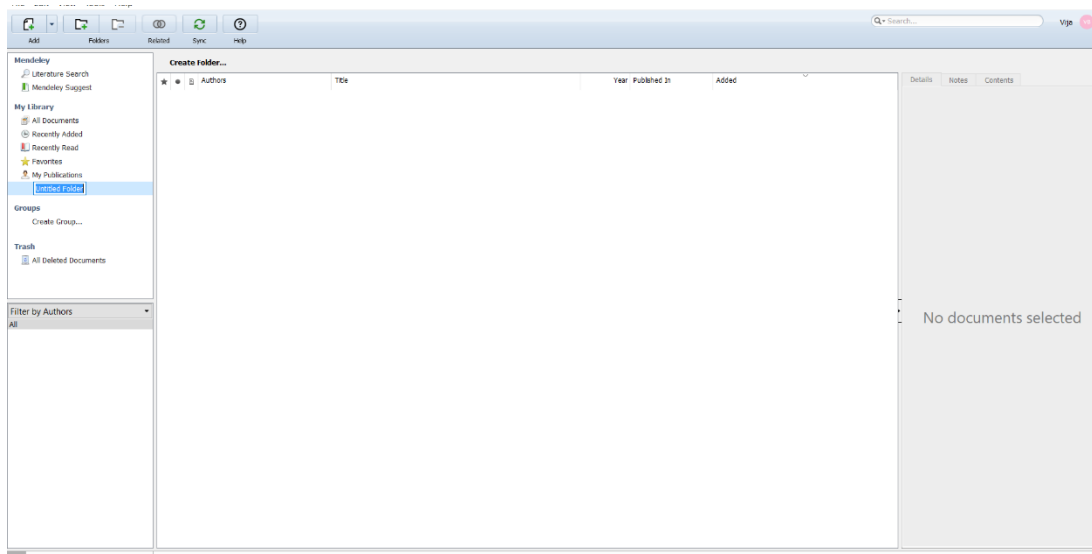 Search...
Vija
Add
Folders
Related
Sync
Help
Mendeley
Literature Search
Mendeley Suggest
My Library
All Documents
Recently Added
Recently Read
Favorites
My Publications
Untitled Folder
Groups
Create Group...
Trash
All Deleted Documents
Filter by Authors
All
Create Folder...
Authors Title Year Published In Added
Details Notes Contents
No documents selected